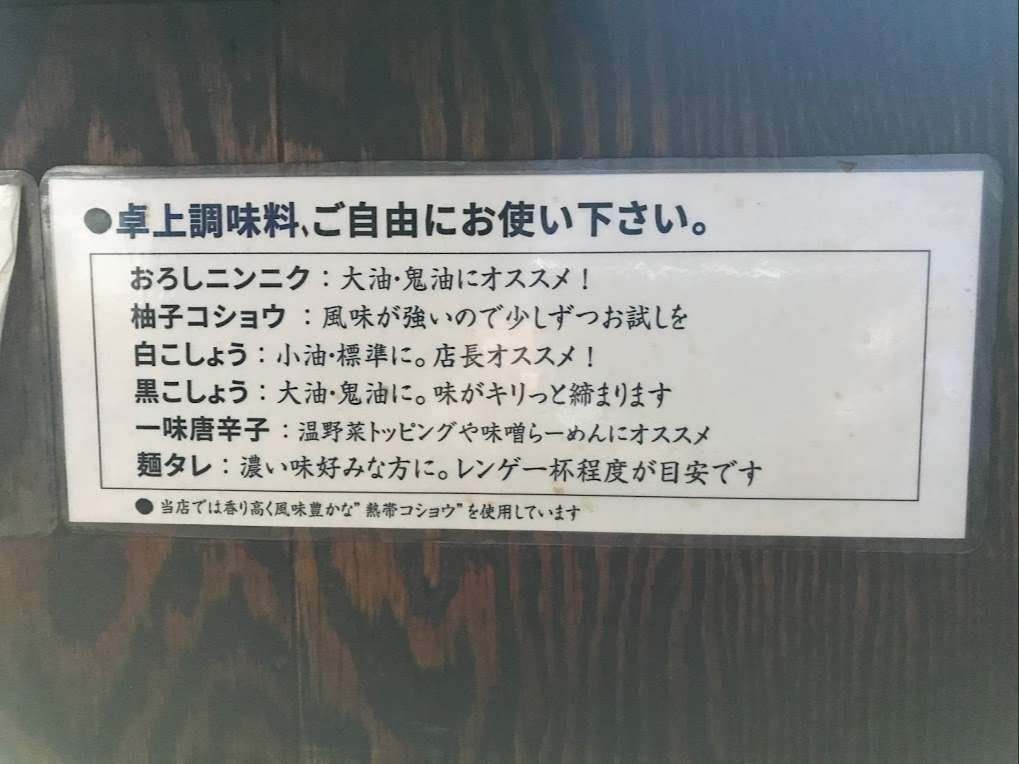 ●卓上調味料、ご自由にお使い下さい。
おろしニンニク：大油・鬼油にオススメ！
柚子コショウ：風味が強いので少しずつお試しを
白こしょう：小油・標準に。店長オススメ！
黒こしょう：大油・鬼油に。味がキリっと締まります
一味唐辛子：温野菜トッピングや味噌らーめんにオススメ
麺タレ：濃い味好みな方に。レンゲ一杯程度が目安です
●当店では香り高く風味豊かな”熱帯コショウ”を使用しています